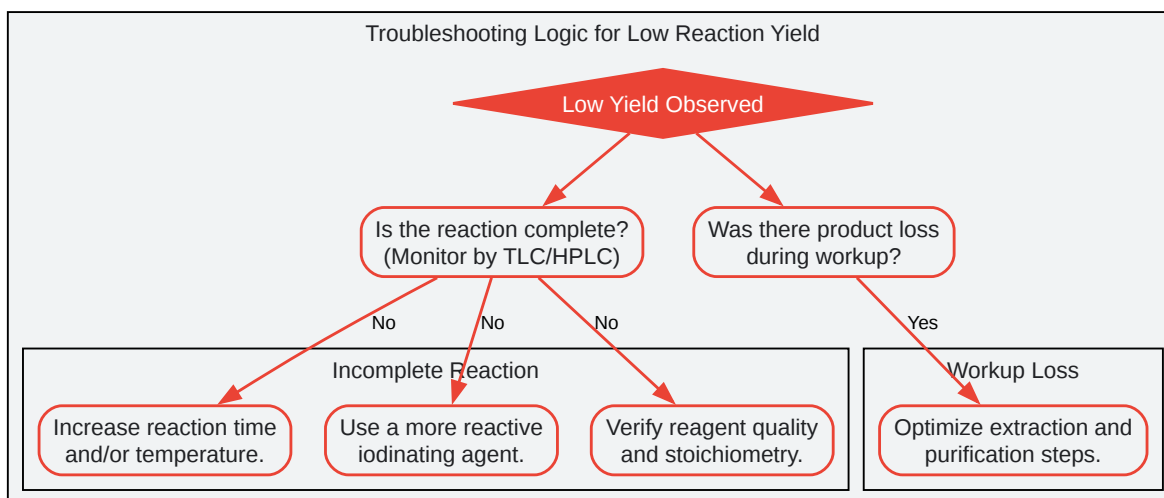 Troubleshooting Logic for Low Reaction Yield
Low Yield Observed
Is the reaction complete?
(Monitor by TLC/HPLC)
Was there product loss
during workup?
No
No
No
Yes
Incomplete Reaction
Workup Loss
Increase reaction time
and/or temperature.
Use a more reactive
iodinating agent.
Verify reagent quality
and stoichiometry.
Optimize extraction and
purification steps.